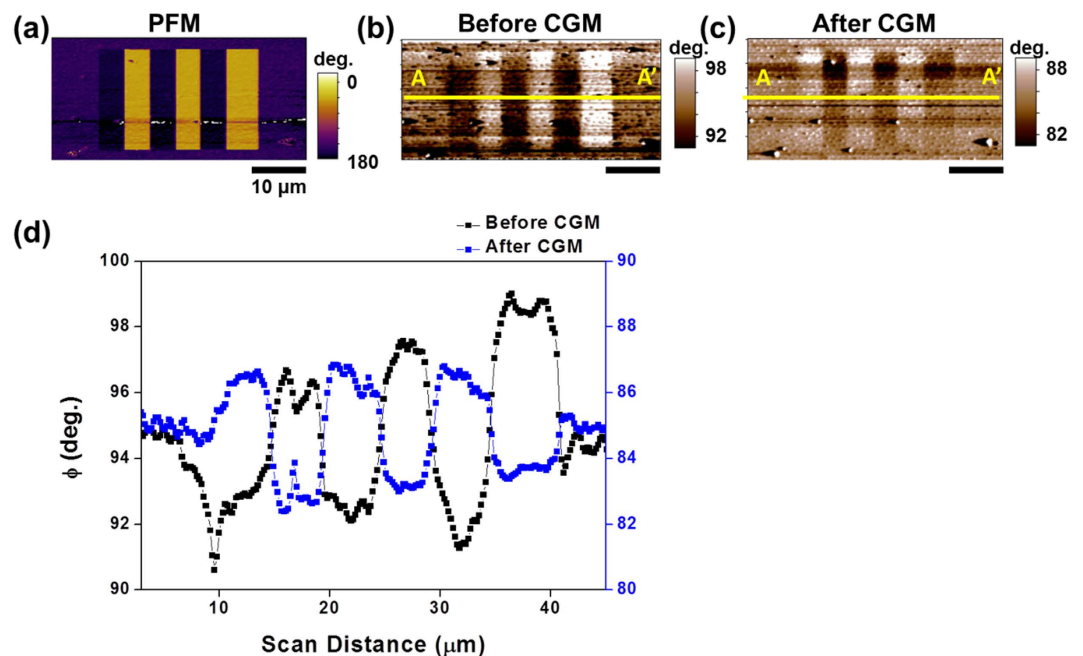 (a) PFM
deg.
0
180
10 μm
(b) Before CGM
deg.
A A'
98
92
(c) After CGM
deg.
A A'
88
82
(d)
Before CGM
After CGM
100 90
98 88
96 86
94 84
92 82
90 80
ϕ (deg.)
10 20 30 40
Scan Distance (μm)